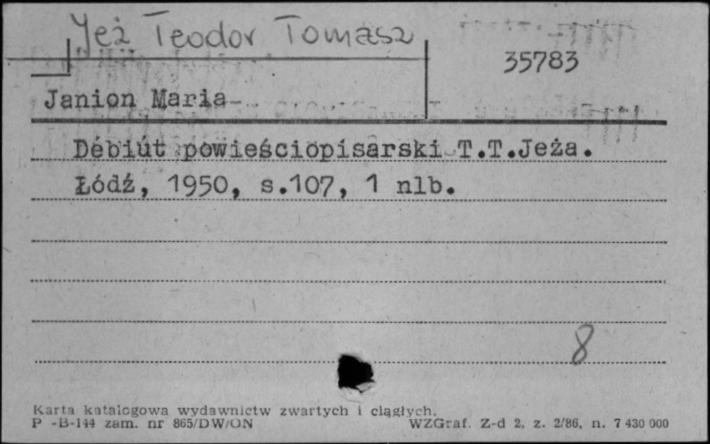 Jeż Teodor Tomasz
35783
Janion Maria
Debiut powieściopisarski T.T.Jeża.
Łódź, 1950, s.107, 1 nlb.
8
Karta katalogowa wydawnictw zwartych i ciągłych.
P -B-144 zam. nr 865/DW/ON WZGraf. Z-d 2, z. 2/86, n. 7 430 000